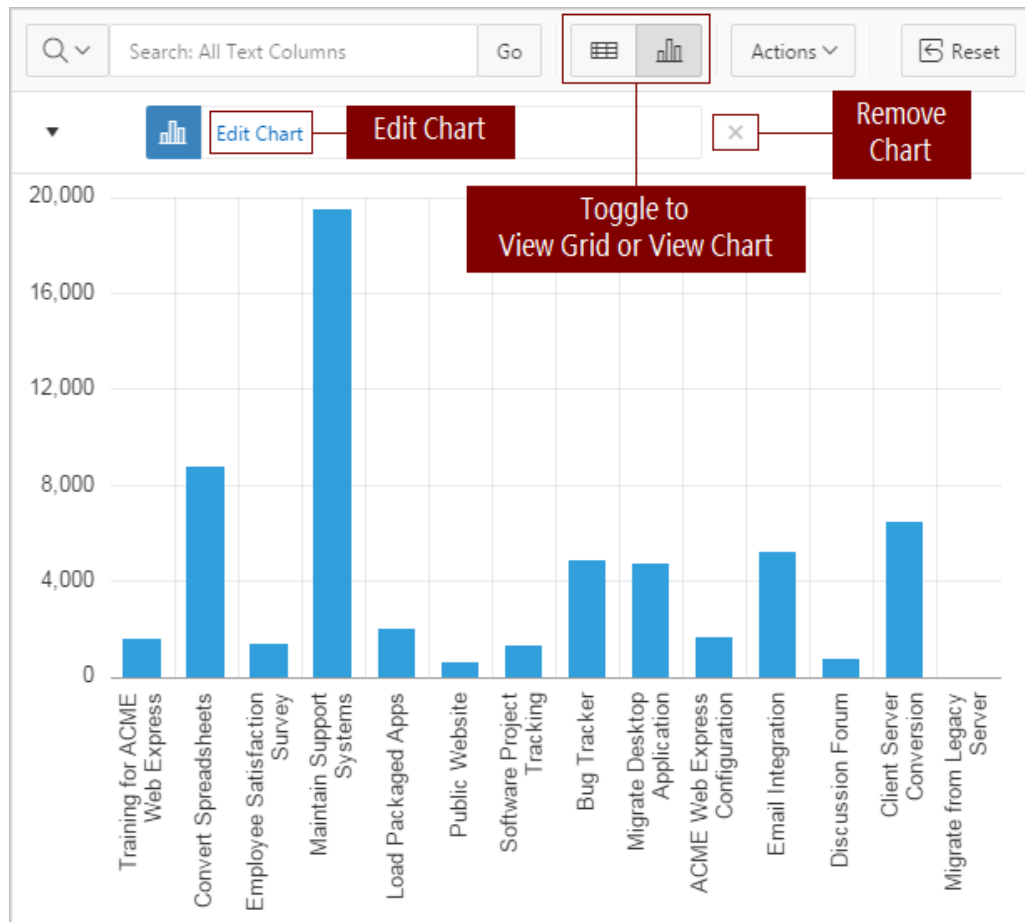 Search: All Text Columns
Go
Actions
Reset
Edit Chart
Edit Chart
Remove
Chart
Toggle to
View Grid or View Chart
20,000
16,000
12,000
8,000
4,000
0
Training for ACME
Web Express
Convert Spreadsheets
Employee Satisfaction
Survey
Maintain Support
Systems
Load Packaged Apps
Public Website
Software Project
Tracking
Bug Tracker
Migrate Desktop
Application
ACME Web Express
Configuration
Email Integration
Discussion Forum
Client Server
Conversion
Migrate from Legacy
Server